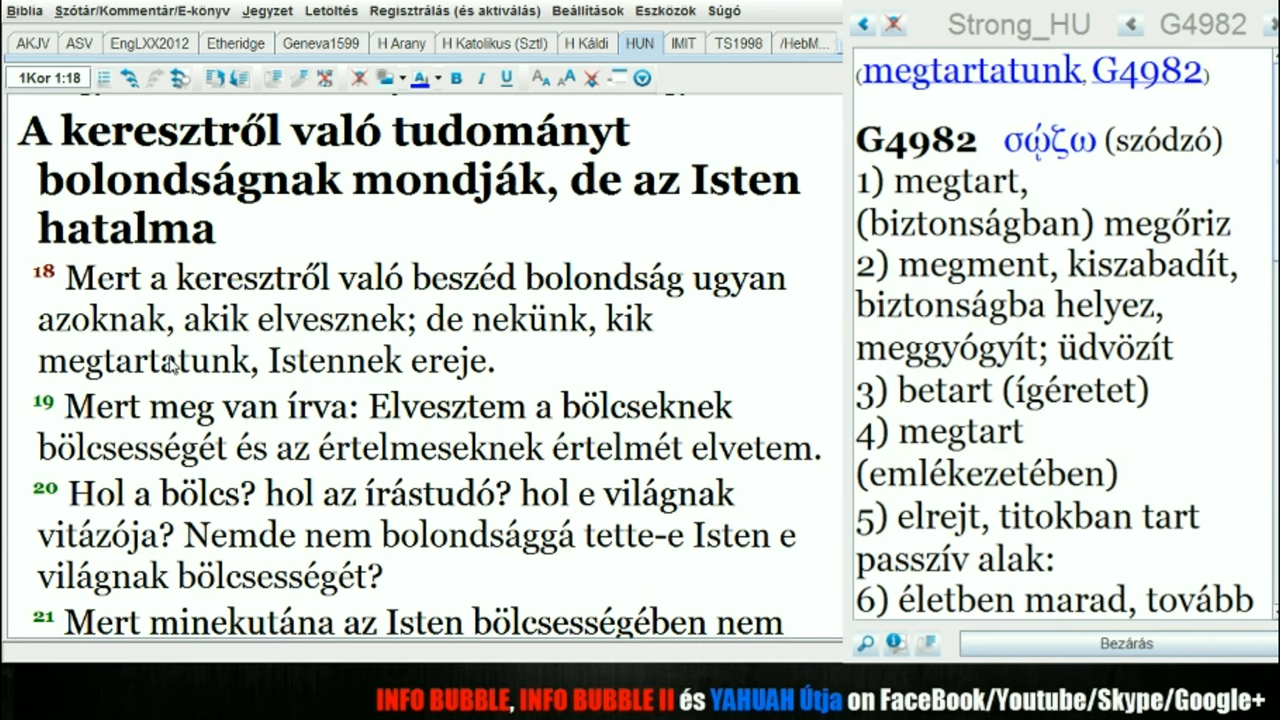 Biblia Szótár/Kommentár/E-könyv Jegyzet Letöltés Regisztrálás (és aktiválás) Beállítások Eszközök Súgó
AKJV ASV EngLXX2012 Etheridge Geneva1599 H Arany H Katolikus (Sztl) H Káldi HUN IMIT TS1998 /HebM...
1Kor 1:18
A keresztről való tudományt
bolondságnak mondják, de az Isten
hatalma
18 Mert a keresztről való beszéd bolondság ugyan
azoknak, akik elvesznek; de nekünk, kik
megtartatunk, Istennek ereje.
19 Mert meg van írva: Elvesztem a bölcseknek
bölcsességét és az értelmeseknek értelmét elvetem.
20 Hol a bölcs? hol az írástudó? hol e világnak
vitázója? Nemde nem bolondsággá tette-e Isten e
világnak bölcsességét?
21 Mert minekutána az Isten bölcsességében nem
Strong_HU G4982
(megtartatunk, G4982)
G4982 σῴζω (szódzó)
1) megtart,
(biztonságban) megőriz
2) megment, kiszabadít,
biztonságba helyez,
meggyógyít; üdvözít
3) betart (ígéretet)
4) megtart
(emlékezetében)
5) elrejt, titokban tart
passzív alak:
6) életben marad, tovább
Bezárás
INFO BUBBLE, INFO BUBBLE II és YAHUAH Útja on FaceBook/Youtube/Skype/Google+